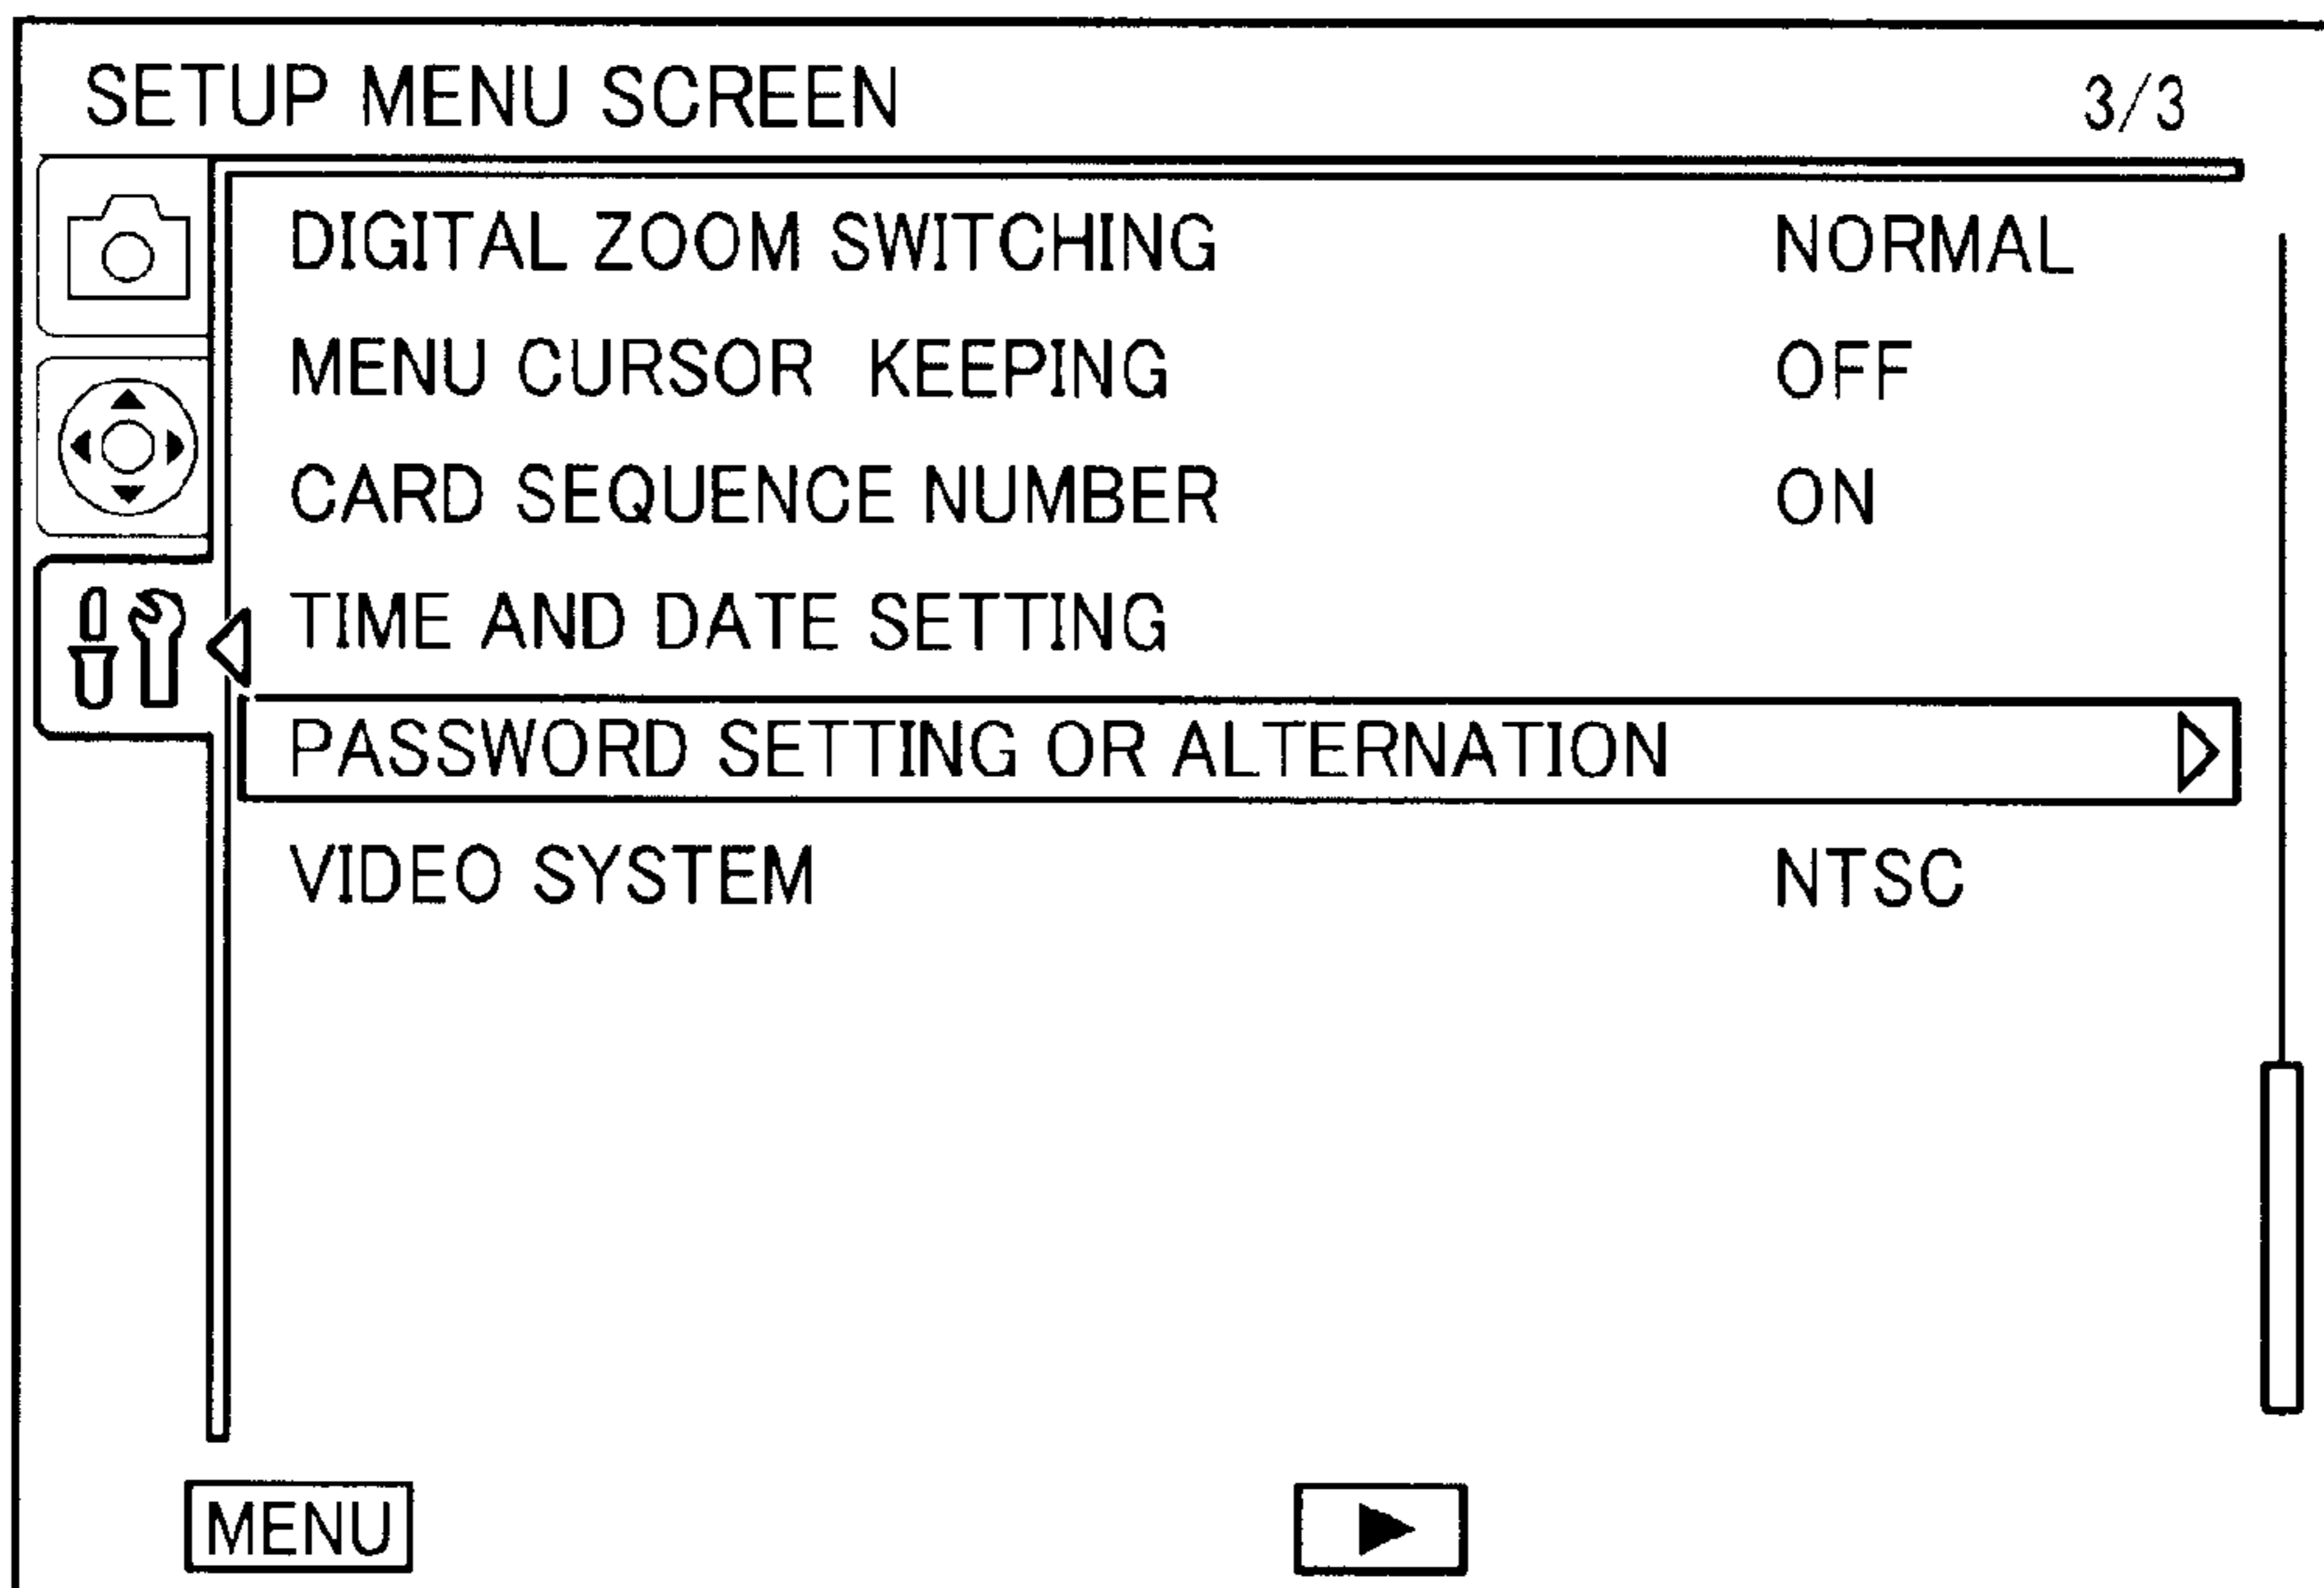 SETUP MENU SCREEN 3/3
DIGITAL ZOOM SWITCHING NORMAL
MENU CURSOR KEEPING OFF
CARD SEQUENCE NUMBER ON
TIME AND DATE SETTING
PASSWORD SETTING OR ALTERNATION
VIDEO SYSTEM NTSC
MENU